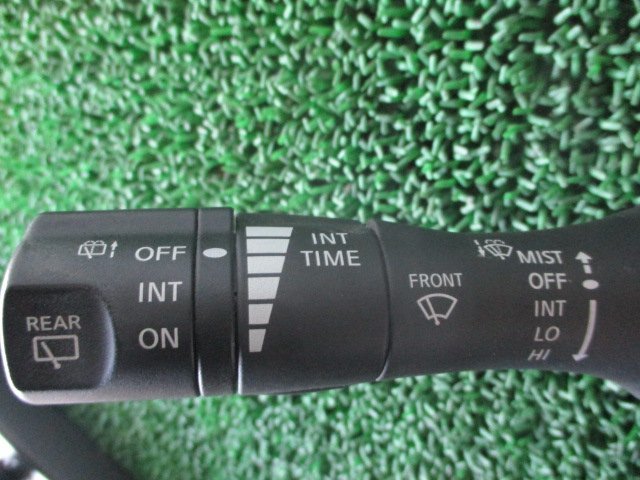 REAR
OFF
INT
ON
INT
TIME
FRONT
MIST
OFF
INT
LO
HI